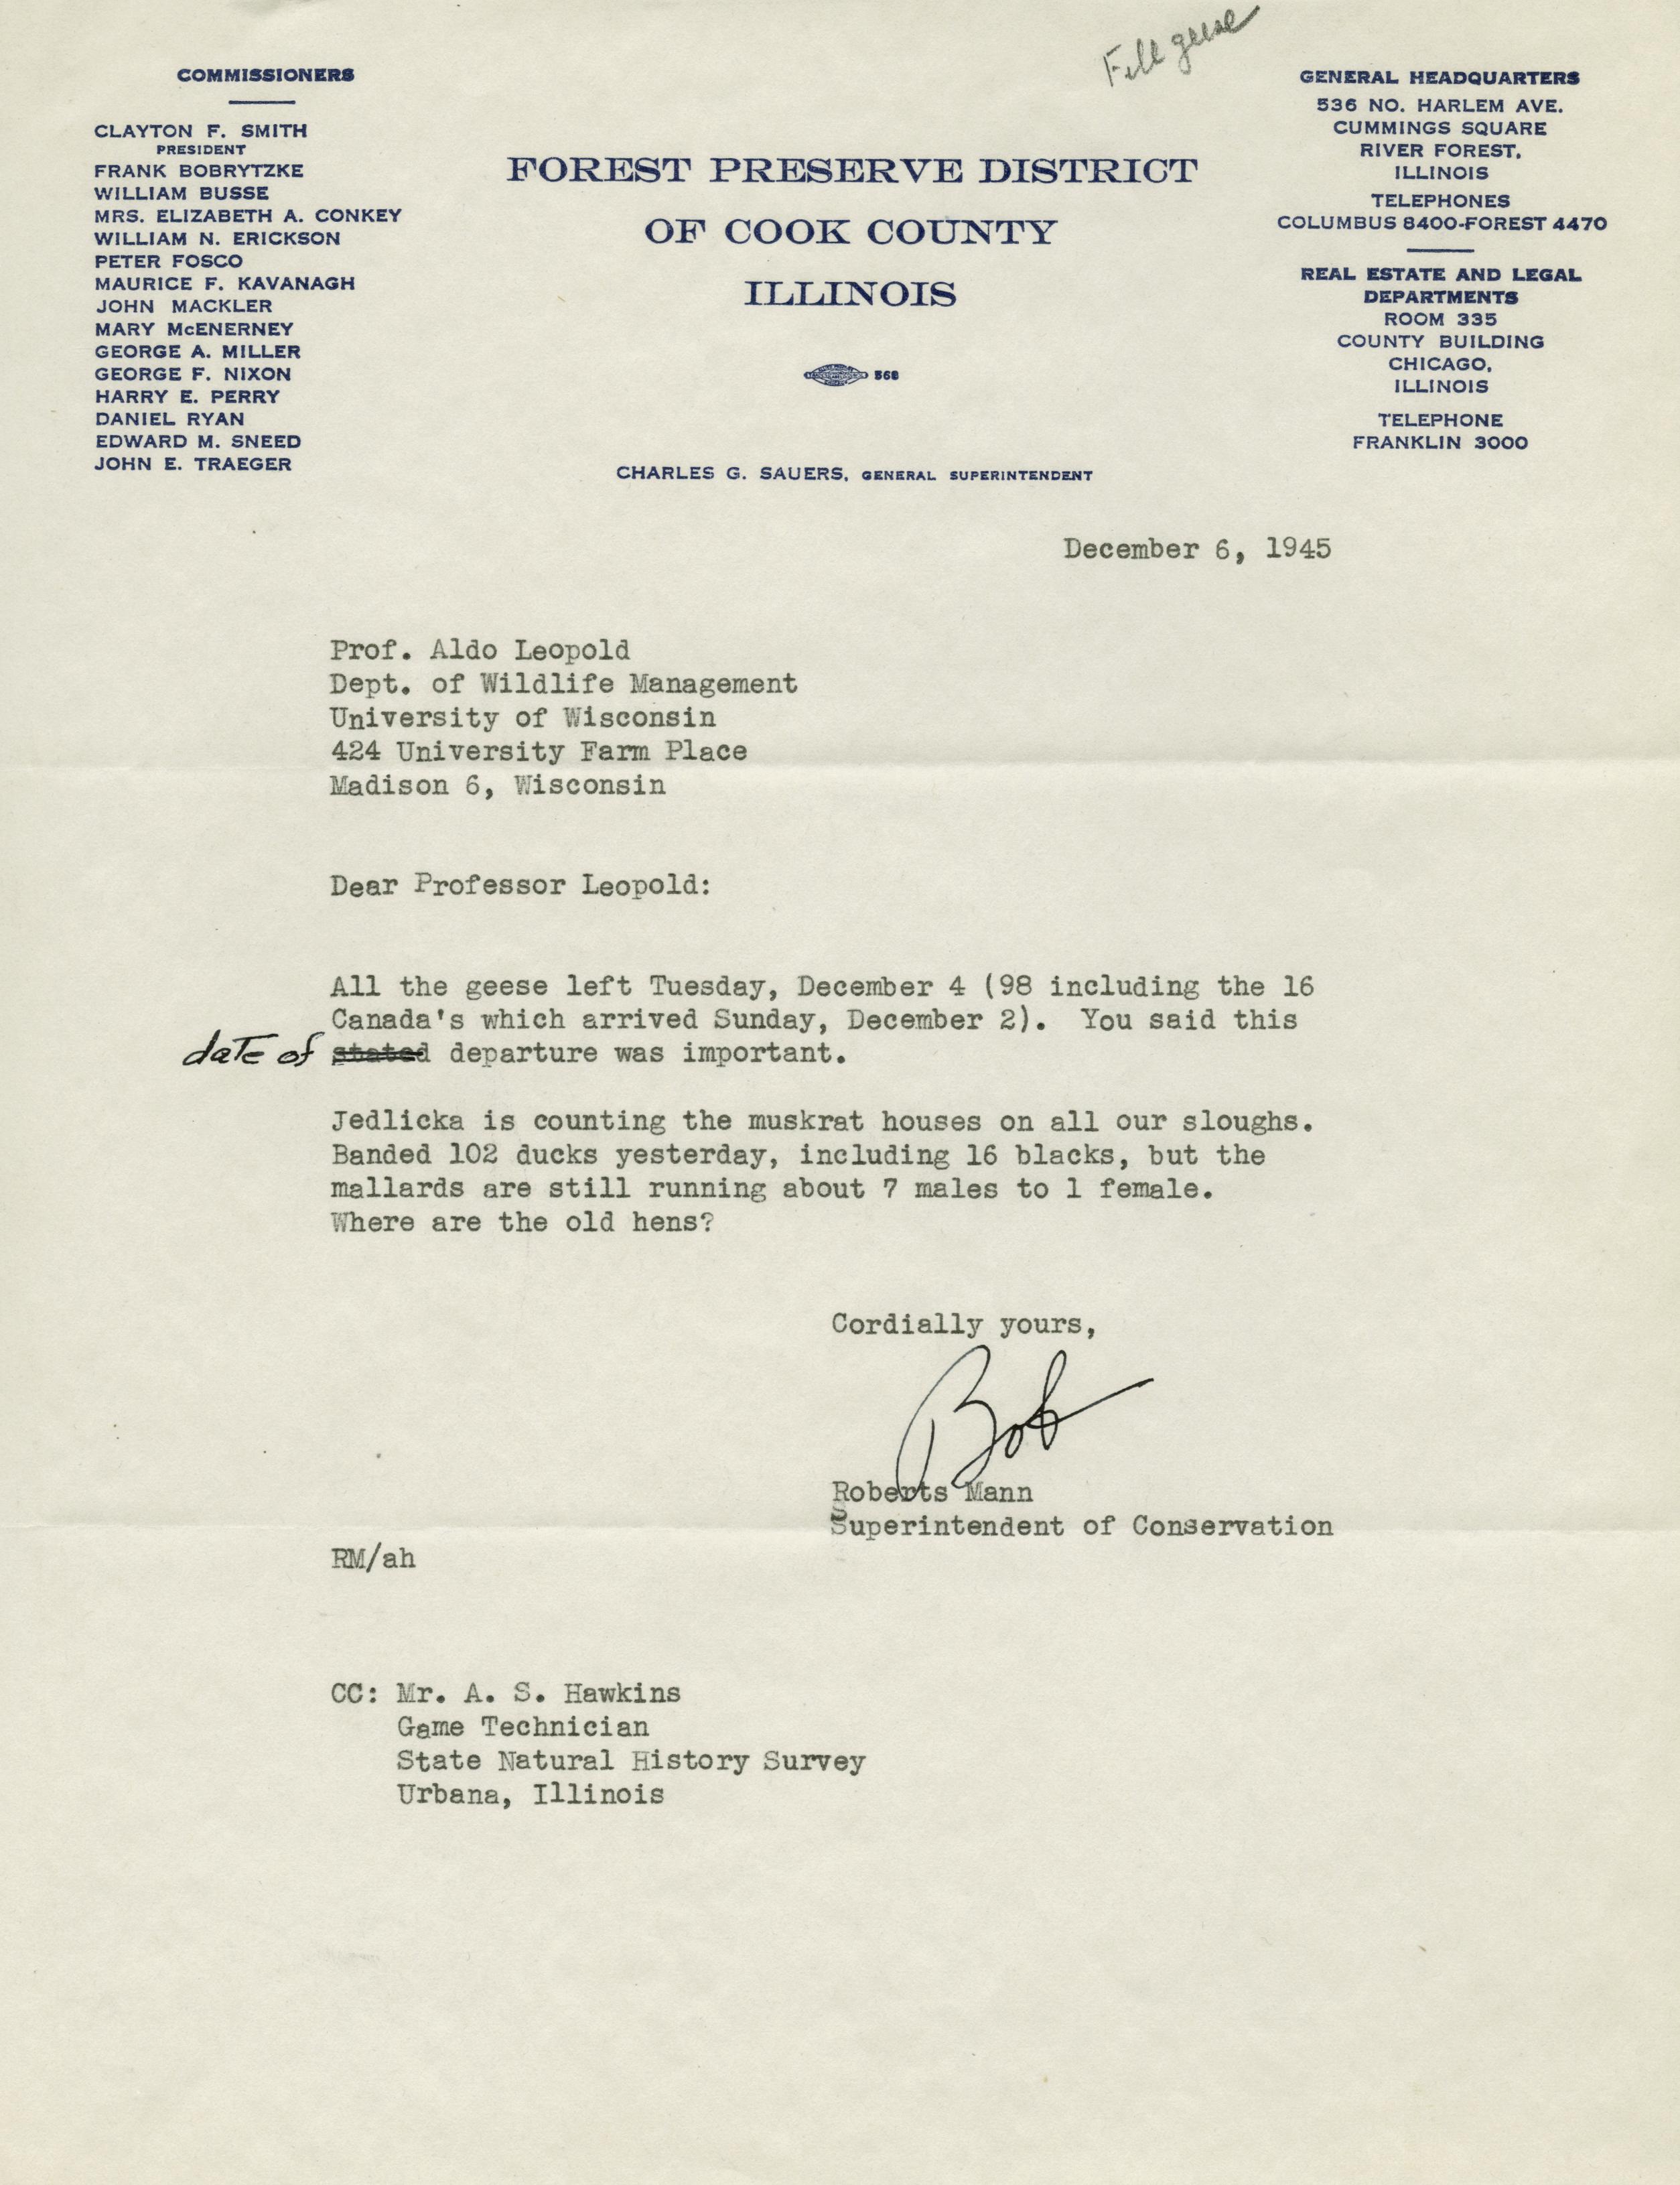 File geese
COMMISSIONERS
CLAYTON F. SMITH
PRESIDENT
FRANK BOBRYTZKE
WILLIAM BUSSE
MRS. ELIZABETH A. CONKEY
WILLIAM N. ERICKSON
PETER FOSCO
MAURICE F. KAVANAGH
JOHN MACKLER
MARY McENERNEY
GEORGE A. MILLER
GEORGE F. NIXON
HARRY E. PERRY
DANIEL RYAN
EDWARD M. SNEED
JOHN E. TRAEGER
FOREST PRESERVE DISTRICT
OF COOK COUNTY
ILLINOIS
568
CHARLES G. SAUERS, GENERAL SUPERINTENDENT
GENERAL HEADQUARTERS
536 NO. HARLEM AVE.
CUMMINGS SQUARE
RIVER FOREST,
ILLINOIS
TELEPHONES
COLUMBUS 8400-FOREST 4470
REAL ESTATE AND LEGAL
DEPARTMENTS
ROOM 335
COUNTY BUILDING
CHICAGO,
ILLINOIS
TELEPHONE
FRANKLIN 3000
December 6, 1945
Prof. Aldo Leopold
Dept. of Wildlife Management
University of Wisconsin
424 University Farm Place
Madison 6, Wisconsin
Dear Professor Leopold:
All the geese left Tuesday, December 4 (98 including the 16
Canada's which arrived Sunday, December 2). You said this
date of stated departure was important.
Jedlicka is counting the muskrat houses on all our sloughs.
Banded 102 ducks yesterday, including 16 blacks, but the
mallards are still running about 7 males to 1 female.
Where are the old hens?
Cordially yours,
Bob
Roberts Mann
Superintendent of Conservation
RM/ah
CC: Mr. A. S. Hawkins
Game Technician
State Natural History Survey
Urbana, Illinois